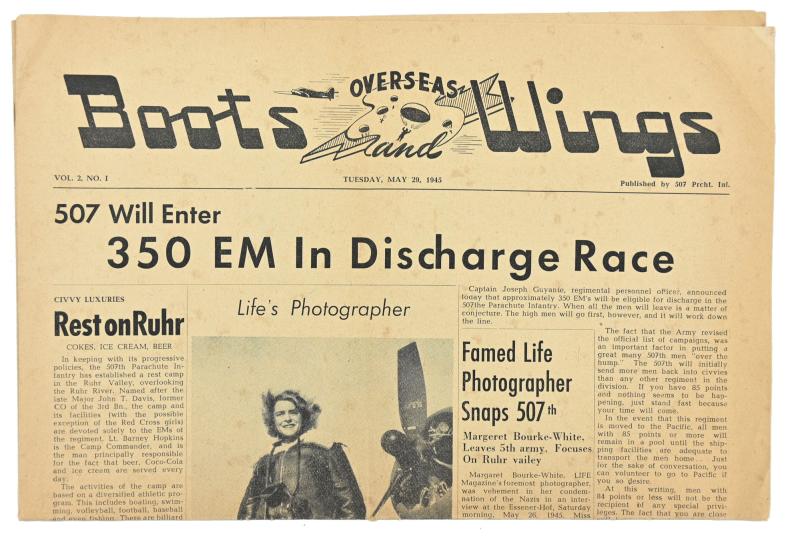 Boots OVERSEAS and Wings
VOL. 2, NO. 1
TUESDAY, MAY 29, 1945
Published by 507 Prcht. Inf.
507 Will Enter
350 EM In Discharge Race
CIVVY LUXURIES
Rest on Ruhr
COKES, ICE CREAM, BEER
In keeping with its progressive
policies, the 507th Parachute In-
fantry has established a rest camp
in the Ruhr Valley, overlooking
the Ruhr River. Named after the
late Major John T. Davis, former
CO of the 3rd Bn., the camp and
its facilities (with the possible
exception of the Red Cross girls)
are devoted solely to the EMs of
the regiment. Lt. Barney Hopkins
is the Camp Commander, and is
the man principally responsible
for the fact that beer, Coco-Cola
and ice cream are served every
day.
The activities of the camp are
based on a diversified athletic pro-
gram. This includes boating, swim-
ming, volleyball, football, baseball
and even fishing. There are billiard
Life's Photographer
Captain Joseph Guyanie, regimental personnel officer, announced
today that approximately 350 EM's will be eligible for discharge in the
507the Parachute Infantry. When all the men will leave is a matter of
conjecture. The high men will go first, however, and it will work down
the line.
Famed Life
Photographer
Snaps 507th
Margeret Bourke-White,
Leaves 5th army, Focuses
On Ruhr vailey
Margaret Bourke-White, LIFE
Magazine's foremost photographer,
was vehement in her condem-
nation of the Nazis in an inter-
view at the Essener-Hof, Saturday
morning, May 26, 1945. Miss
The fact that the Army revised
the official list of campaigns, was
an important factor in putting a
great many 507th men "over the
hump." The 507th will initially
send more men back into civvies
than any other regiment in the
division. If you have 85 points
and nothing seems to be hap-
pening, just stand fast because
your time will come.
In the event that this regiment
is moved to the Pacific, all men
with 85 points or more will
remain in a pool until the ship-
ping facilities are adequate to
transport the men home. . Just
for the sake of conversation, you
can volunteer to go to Pacific if
you so desire.
At this writing, men with
84 points or less will not be the
recipient of any special privi-
leges. The fact that you are close